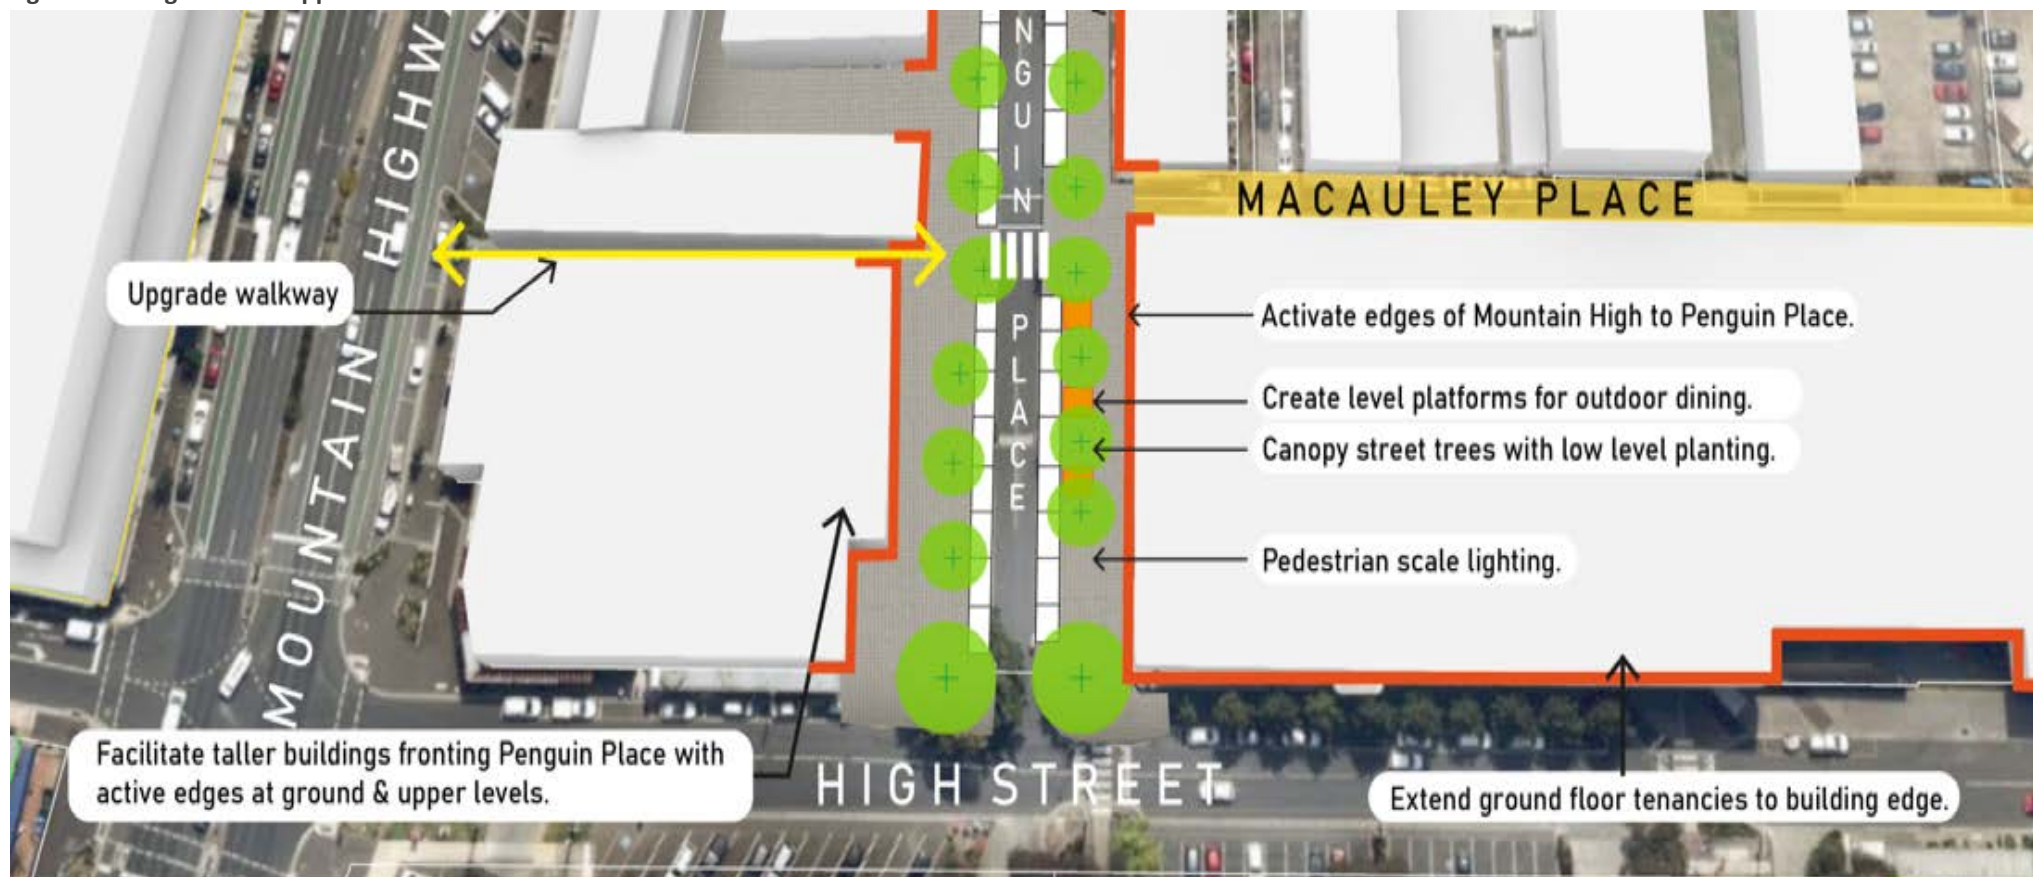 MOUNTAIN HIGHW
NGUIN
PLACE
MACAULEY PLACE
Upgrade walkway
Activate edges of Mountain High to Penguin Place.
Create level platforms for outdoor dining.
Canopy street trees with low level planting.
Pedestrian scale lighting.
Facilitate taller buildings fronting Penguin Place with
active edges at ground & upper levels.
HIGH STREET
Extend ground floor tenancies to building edge.